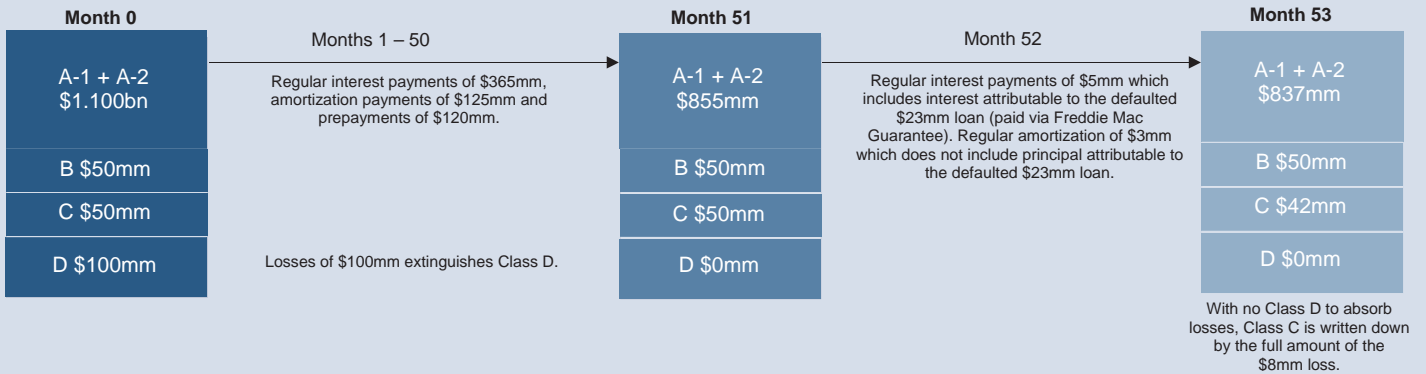 Month 0
A-1 + A-2
$1.100bn
B $50mm
C $50mm
D $100mm
Months 1 – 50
Regular interest payments of $365mm,
amortization payments of $125mm and
prepayments of $120mm.
Losses of $100mm extinguishes Class D.
Month 51
A-1 + A-2
$855mm
B $50mm
C $50mm
D $0mm
Month 52
Regular interest payments of $5mm which
includes interest attributable to the defaulted
$23mm loan (paid via Freddie Mac
Guarantee). Regular amortization of $3mm
which does not include principal attributable to
the defaulted $23mm loan.
Month 53
A-1 + A-2
$837mm
B $50mm
C $42mm
D $0mm
With no Class D to absorb
losses, Class C is written down
by the full amount of the
$8mm loss.